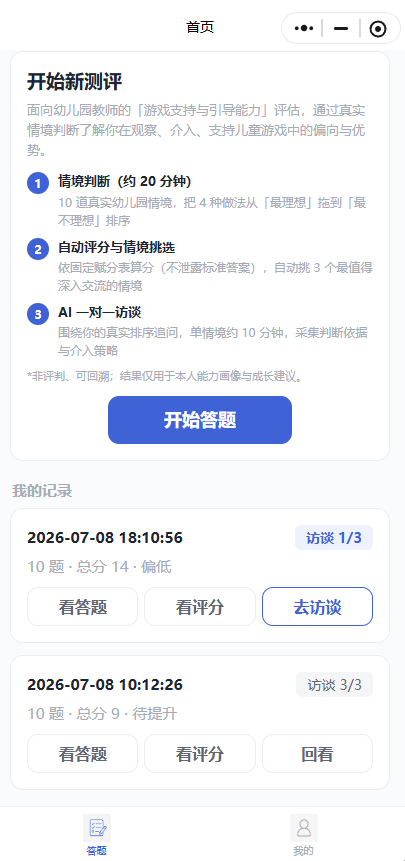 首页
开始新测评
面向幼儿园教师的「游戏支持与引导能力」评估，通过真实
情境判断了解你在观察、介入、支持儿童游戏中的偏向与优
势。
1 情境判断（约 20 分钟）
10 道真实幼儿园情境，把 4 种做法从「最理想」拖到「最
不理想」排序
2 自动评分与情境挑选
依固定赋分表算分（不泄露标准答案），自动挑 3 个最值得
深入交流的情境
3 AI 一对一访谈
围绕你的真实排序追问，单情境约 10 分钟，采集判断依据
与介入策略
*非评判、可回溯；结果仅用于本人能力画像与成长建议。
开始答题
我的记录
2026-07-08 18:10:56 访谈 1/3
10 题 · 总分 14 · 偏低
看答题 看评分 去访谈
2026-07-08 10:12:26 访谈 3/3
10 题 · 总分 9 · 待提升
看答题 看评分 回看
答题 我的